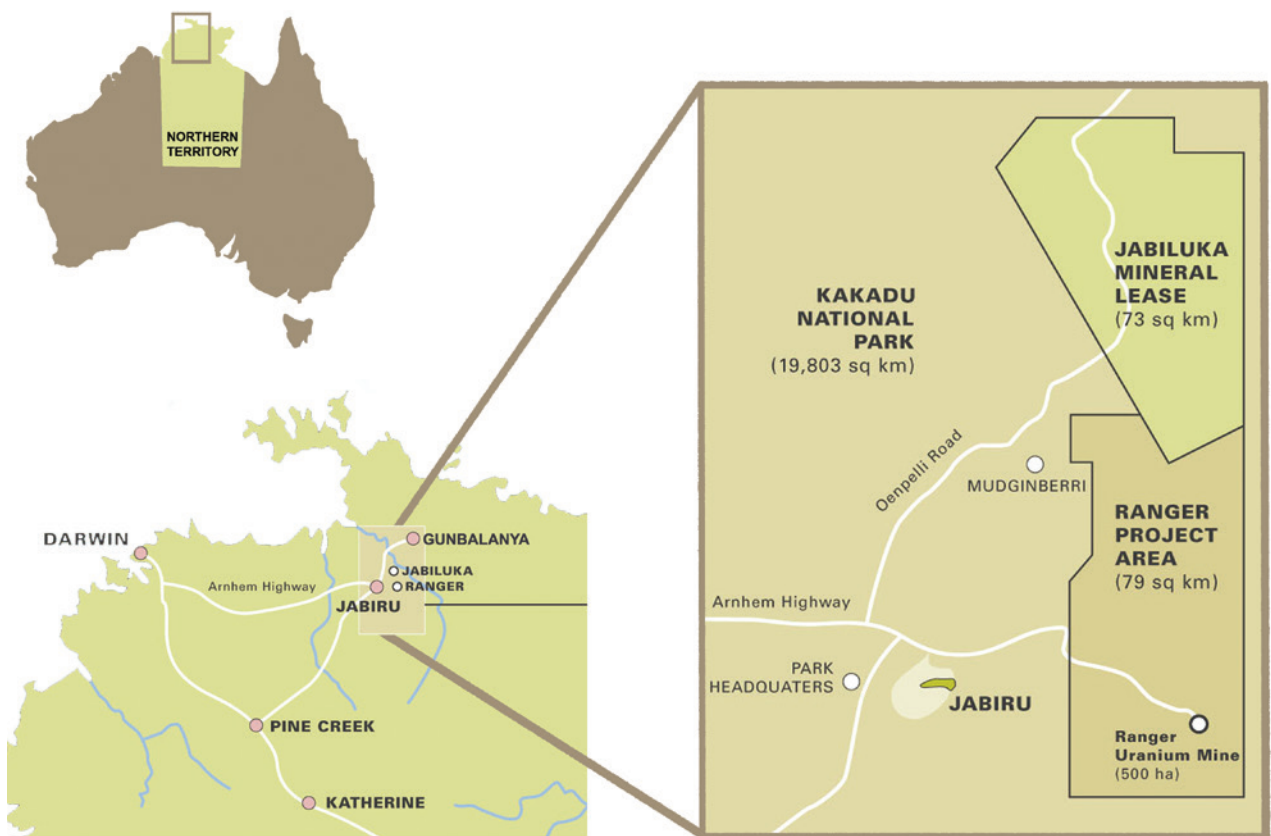 NORTHERN
TERRITORY
DARWIN
Arnhem Highway
GUNBALANYA
JABILUKA
RANGER
JABIRU
PINE CREEK
KATHERINE
KAKADU
NATIONAL
PARK
(19,803 sq km)
JABILUKA
MINERAL
LEASE
(73 sq km)
Oenpelli Road
MUDGINBERRI
RANGER
PROJECT
AREA
(79 sq km)
Arnhem Highway
PARK
HEADQUATERS
JABIRU
Ranger
Uranium Mine
(500 ha)